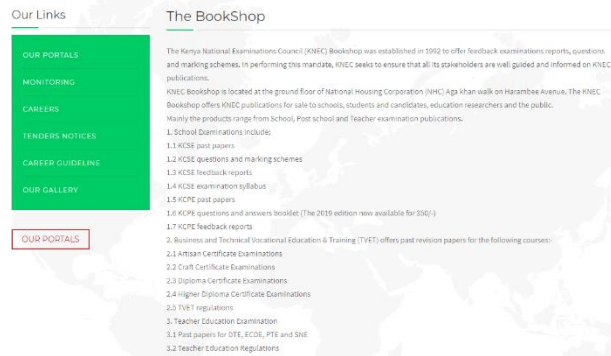 Our Links
OUR PORTALS
MONITORING
CAREERS
TENDERS NOTICES
CAREER GUIDELINE
OUR GALLERY
OUR PORTALS
The BookShop
The Kenya National Examinations Council (KNEC) Bookshop was established in 1992 to offer feedback examinations reports, questions
and marking schemes. In performing this mandate, KNEC seeks to ensure that all its stakeholders are well guided and informed on KNEC
publications.
KNEC Bookshop is located at the ground floor of National Housing Corporation (NHC) Aga khan walk on Harambee Avenue. The KNEC
Bookshop offers KNEC publications for sale to schools, students and candidates, education researchers and the public.
Mainly the products range from School, Post school and Teacher examination publications.
1. School Examinations include;
1.1 KCSE past papers
1.2 KCSE questions and marking schemes
1.3 KCSE feedback reports
1.4 KCSE examination syllabus
1.5 KCPE past papers
1.6 KCPE questions and answers booklet (The 2019 edition now available for 350/-)
1.7 KCPE feedback reports
2. Business and Technical Vocational Education & Training (TVET) offers past revision papers for the following courses:-
2.1 Artisan Certificate Examinations
2.2 Craft Certificate Examinations
2.3 Diploma Certificate Examinations
2.4 Higher Diploma Certificate Examinations
2.5 TVET regulations
3. Teacher Education Examination
3.1 Past papers for DTE, ECDE, PTE and SNE
3.2 Teacher Education Regulations